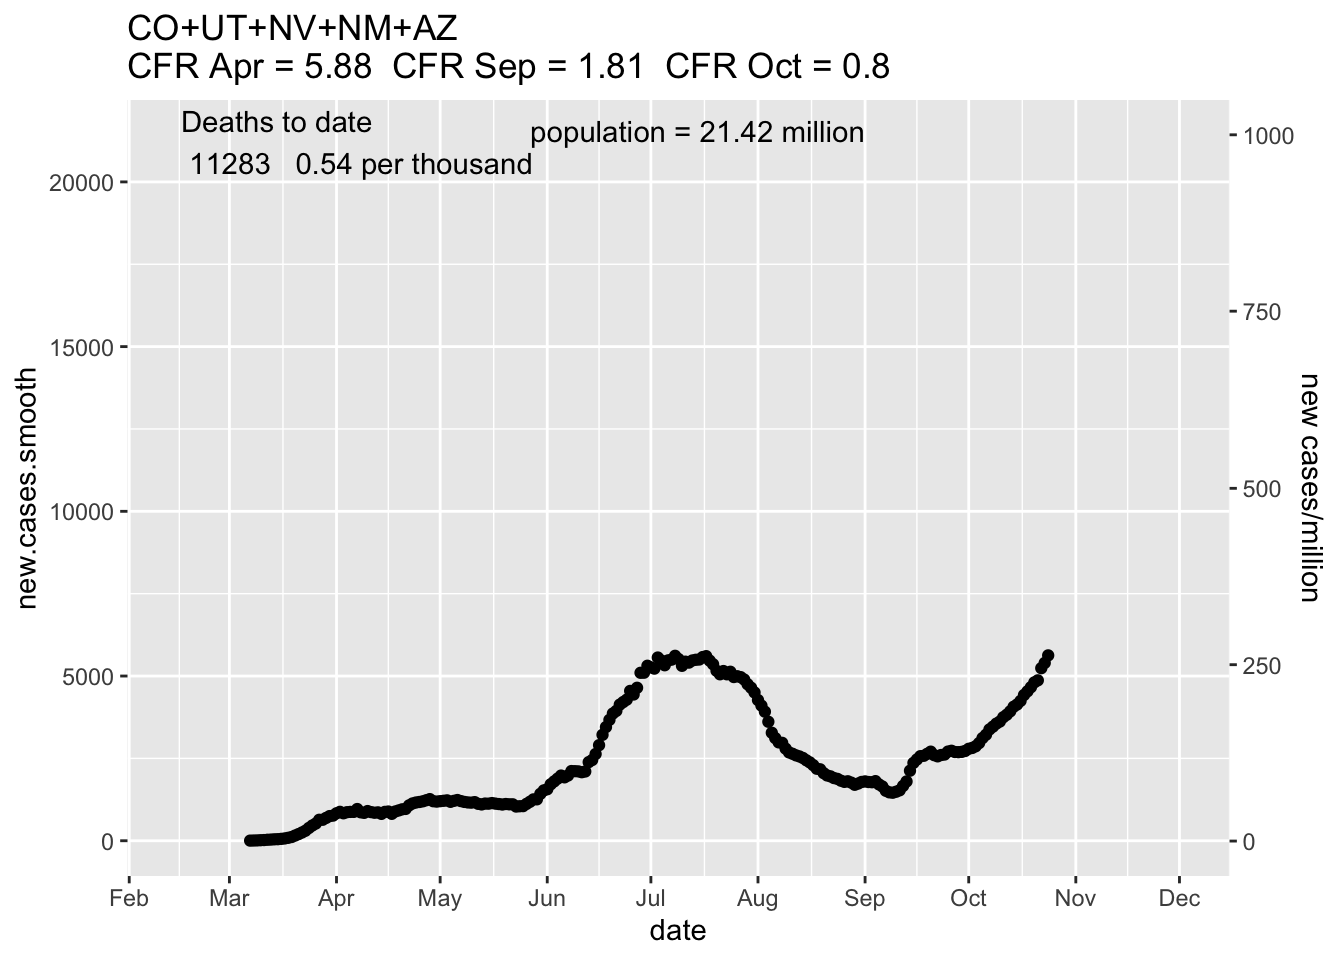 CO+UT+NV+NM+AZ
CFR Apr = 5.88  CFR Sep = 1.81  CFR Oct = 0.8
Deaths to date
11283   0.54 per thousand
population = 21.42 million
20000
15000
10000
5000
0
new.cases.smooth
1000
750
500
250
0
new cases/million
Feb Mar Apr May Jun Jul Aug Sep Oct Nov Dec
date